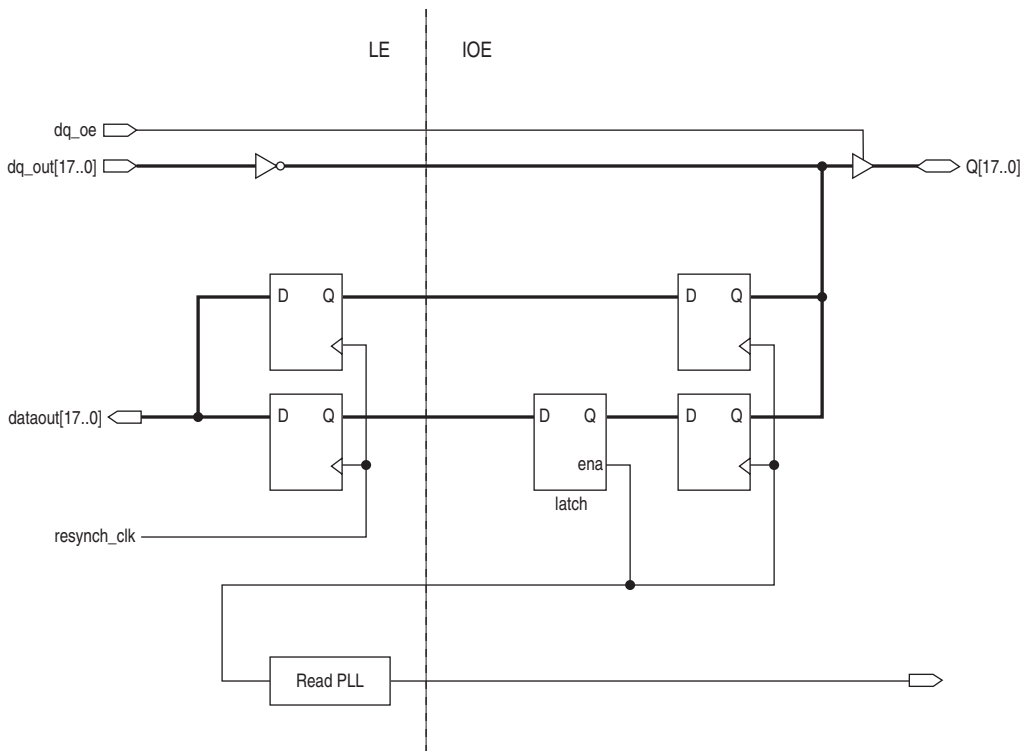 LE
IOE
dq_oe
dq_out[17..0]
Q[17..0]
D Q
D Q
dataout[17..0]
D Q
D Q
D Q
ena
latch
resynch_clk
Read PLL